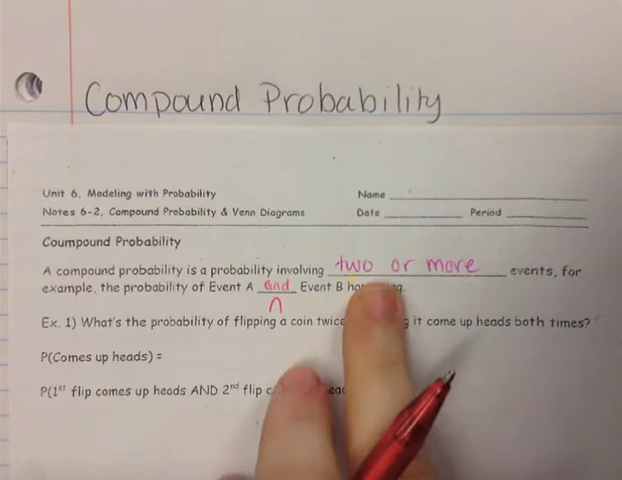 Compound Probability
Unit 6, Modeling with Probability Name
Notes 6-2, Compound Probability & Venn Diagrams Date Period
Coumpound Probability
A compound probability is a probability involving two or more events, for
example, the probability of Event A and Event B
∩
Ex. 1) What's the probability of flipping a coin it come up heads both times?
P(Comes up heads) =
P(1st flip comes up heads AND 2nd flip